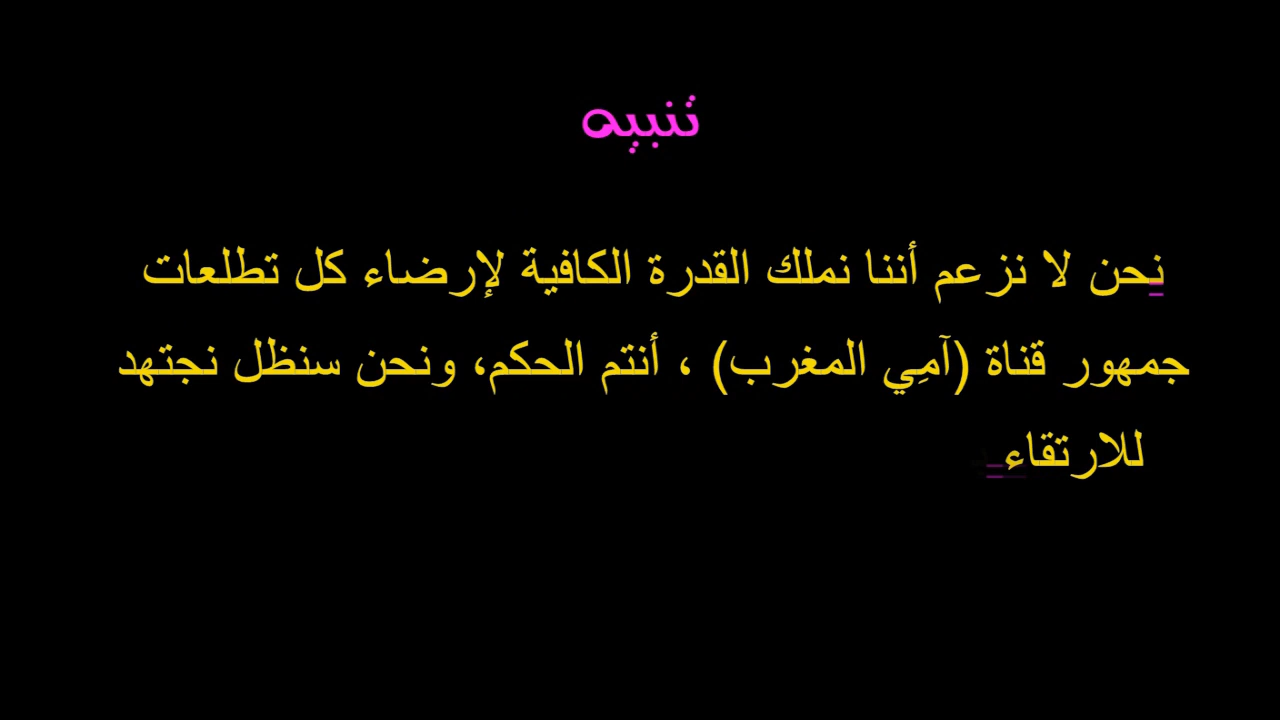 تنبيه
نحن لا نزعم أننا نملك القدرة الكافية لإرضاء كل تطلعات
جمهور قناة (آمِي المغرب) ، أنتم الحكم، ونحن سنظل نجتهد
للارتقاء